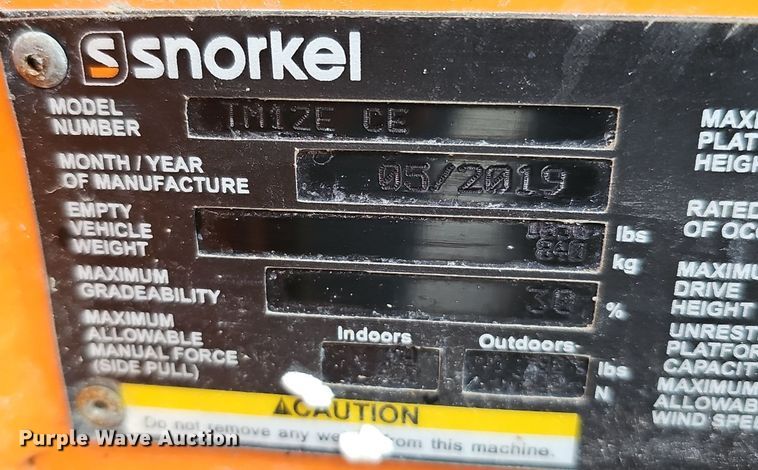 snorkel
MODEL NUMBER TM12E CE
MONTH / YEAR OF MANUFACTURE 05/2019
EMPTY VEHICLE WEIGHT lbs
840 kg
MAXIMUM GRADEABILITY 30 %
Indoors Outdoors
MAXIMUM ALLOWABLE MANUAL FORCE (SIDE PULL) lbs
N
CAUTION
Do not remove any from this machine.
MAXI
PLAT
HEIGH
RATED
OF OCC
MAXIMU
DRIVE
HEIGHT
UNREST
PLATFOR
CAPACIT
MAXIMUM
ALLOWAB
WIND SPE
Purple Wave Auction